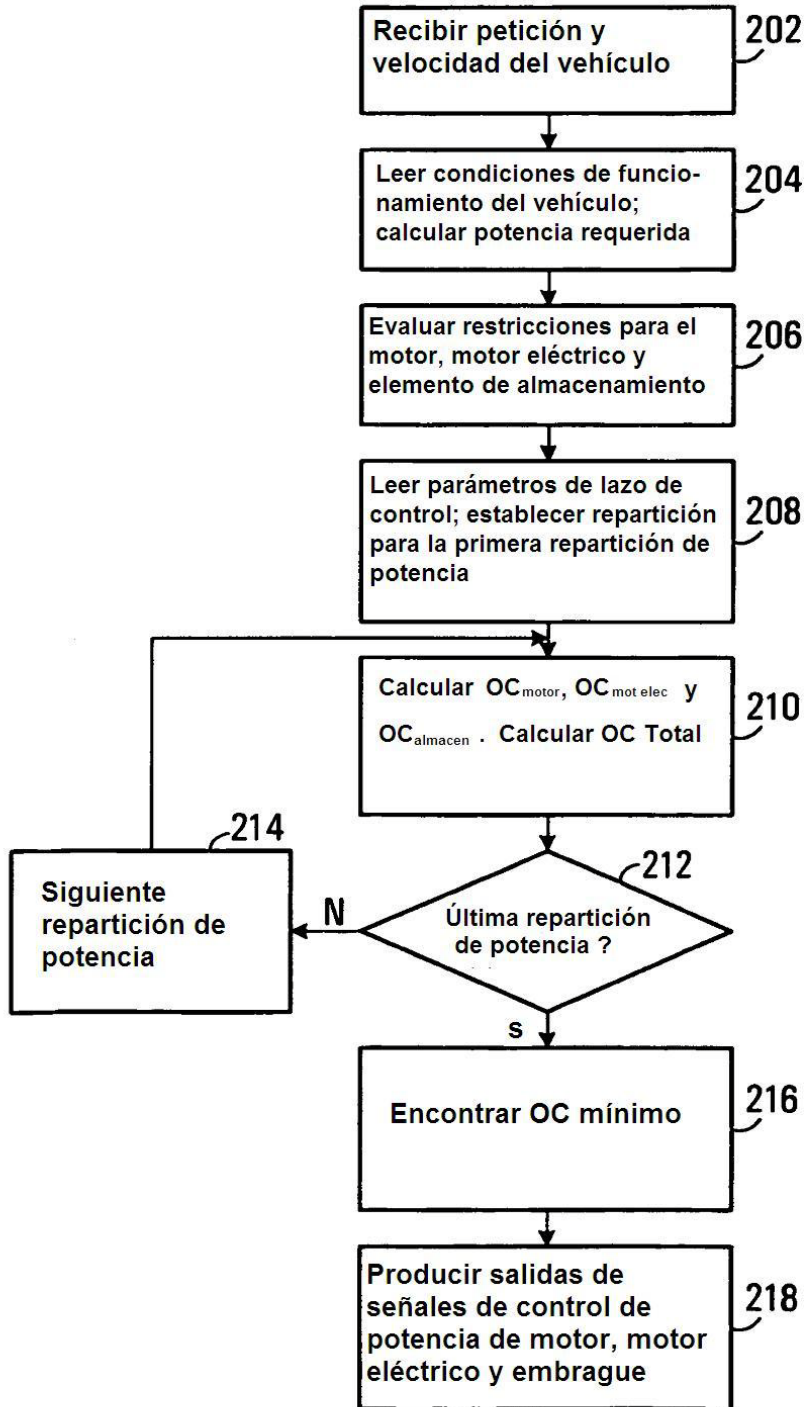 Recibir petición y
velocidad del vehículo
202
Leer condiciones de funcio-
namiento del vehículo;
calcular potencia requerida
204
Evaluar restricciones para el
motor, motor eléctrico y
elemento de almacenamiento
206
Leer parámetros de lazo de
control; establecer repartición
para la primera repartición de
potencia
208
Calcular OCmotor, OCmot elec y
OCalmacen . Calcular OC Total
210
Última repartición
de potencia ?
212
N
Siguiente
repartición de
potencia
214
s
Encontrar OC mínimo
216
Producir salidas de
señales de control de
potencia de motor, motor
eléctrico y embrague
218